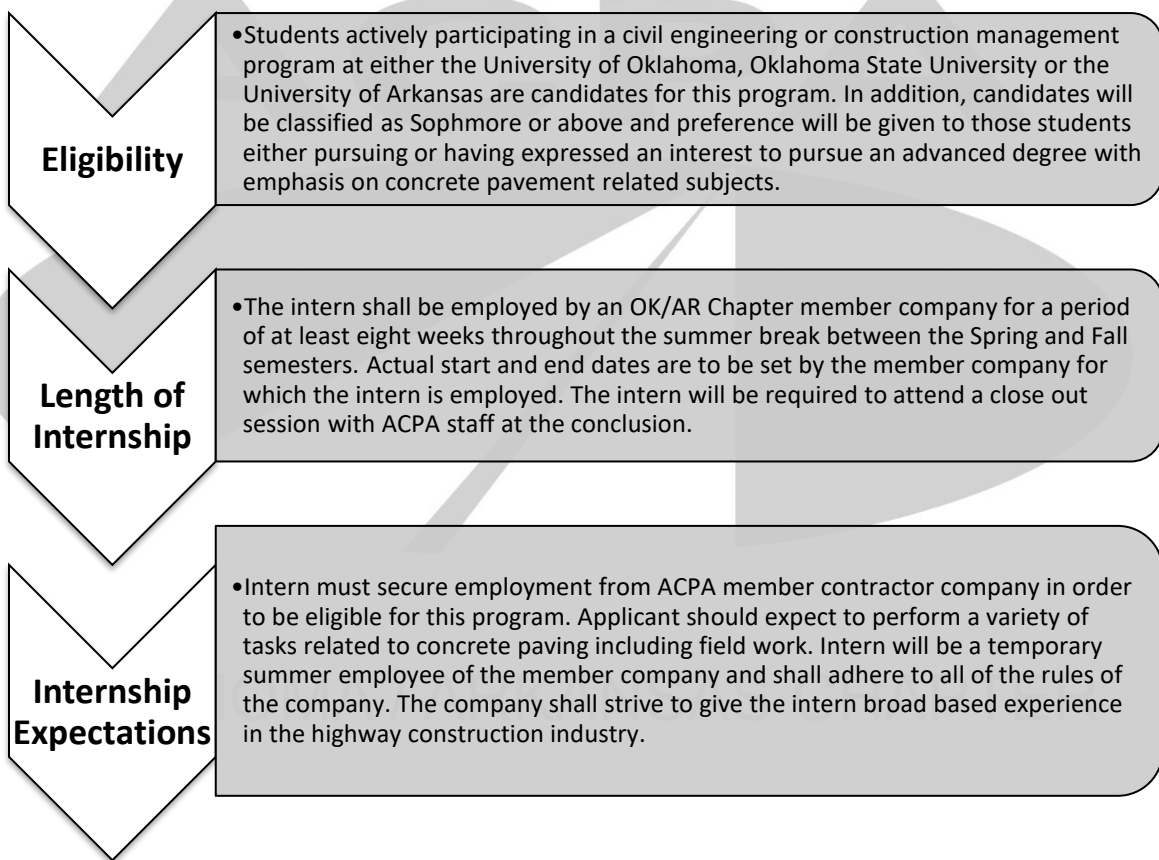 Eligibility
•Students actively participating in a civil engineering or construction management
program at either the University of Oklahoma, Oklahoma State University or the
University of Arkansas are candidates for this program. In addition, candidates will
be classified as Sophmore or above and preference will be given to those students
either pursuing or having expressed an interest to pursue an advanced degree with
emphasis on concrete pavement related subjects.
Length of
Internship
•The intern shall be employed by an OK/AR Chapter member company for a period
of at least eight weeks throughout the summer break between the Spring and Fall
semesters. Actual start and end dates are to be set by the member company for
which the intern is employed. The intern will be required to attend a close out
session with ACPA staff at the conclusion.
Internship
Expectations
•Intern must secure employment from ACPA member contractor company in order
to be eligible for this program. Applicant should expect to perform a variety of
tasks related to concrete paving including field work. Intern will be a temporary
summer employee of the member company and shall adhere to all of the rules of
the company. The company shall strive to give the intern broad based experience
in the highway construction industry.